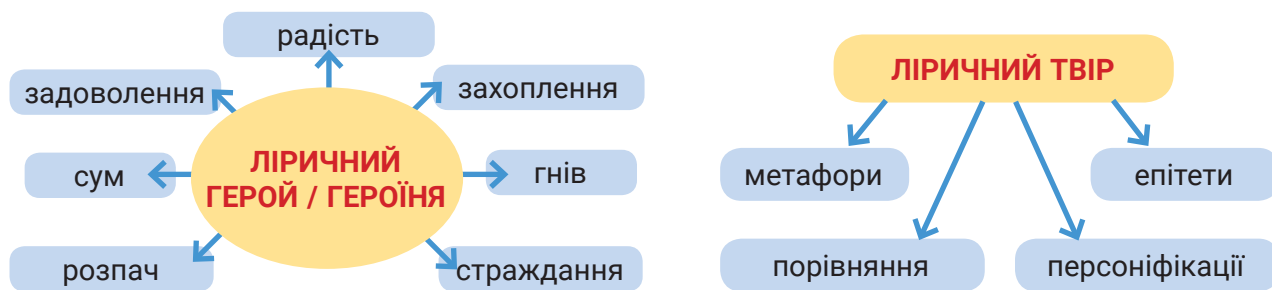 радість
задоволення
захоплення
ЛІРИЧНИЙ
ГЕРОЙ / ГЕРОЇНЯ
сум
гнів
розпач
страждання
ЛІРИЧНИЙ ТВІР
метафори
епітети
порівняння
персоніфікації